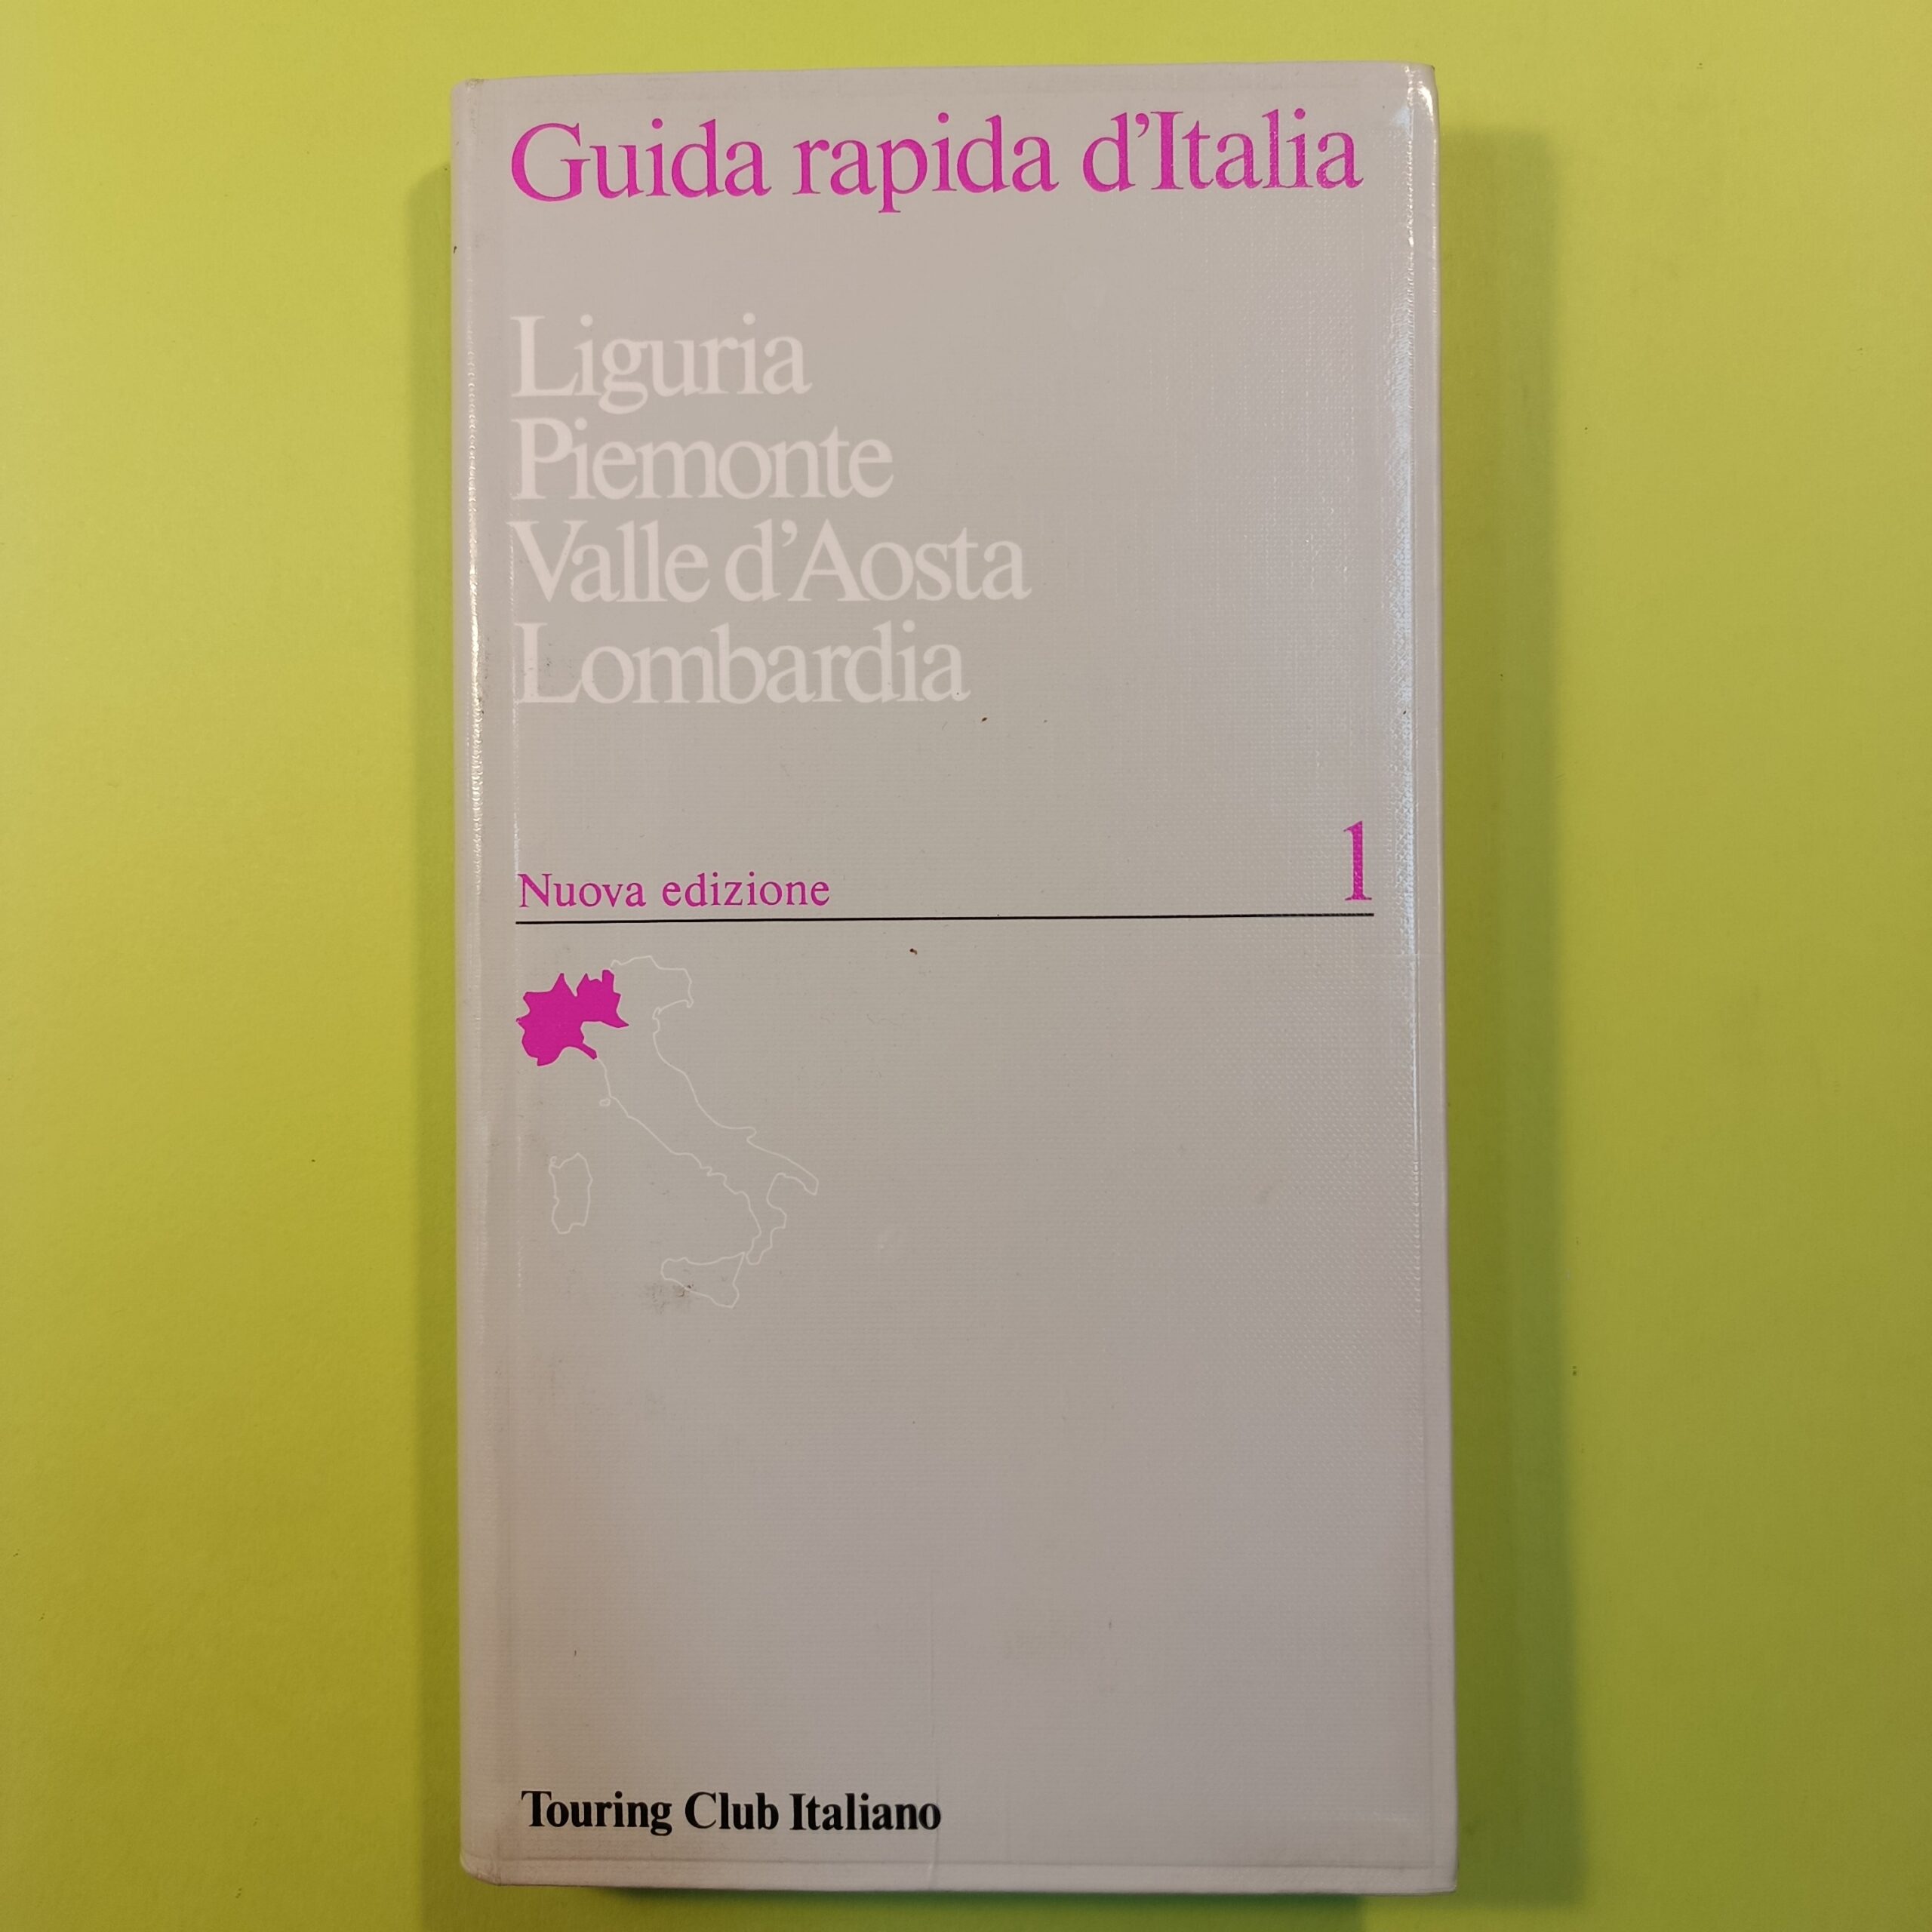 Guida rapida d'Italia
Liguria
Piemonte
Valle d'Aosta
Lombardia
Nuova edizione 1
Touring Club Italiano